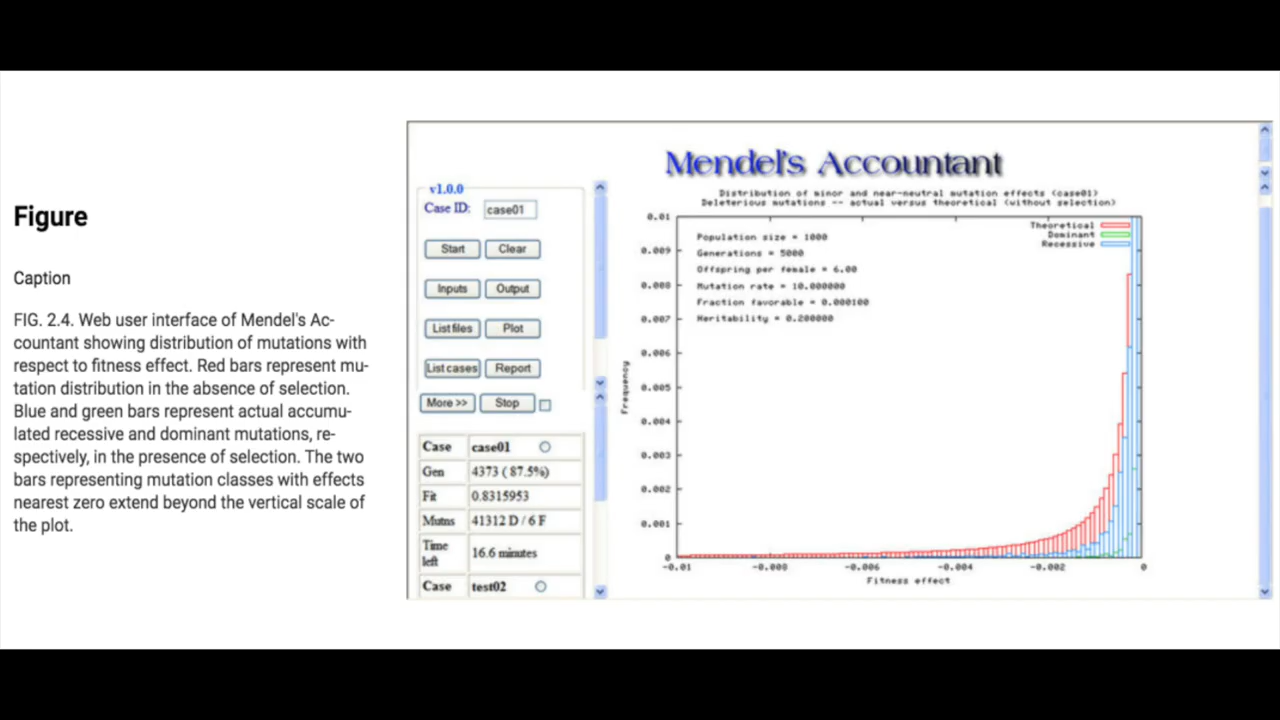 Figure
Caption
FIG. 2.4. Web user interface of Mendel's Ac-
countant showing distribution of mutations with
respect to fitness effect. Red bars represent mu-
tation distribution in the absence of selection.
Blue and green bars represent actual accumu-
lated recessive and dominant mutations, re-
spectively, in the presence of selection. The two
bars representing mutation classes with effects
nearest zero extend beyond the vertical scale of
the plot.
v1.0.0
Case ID: case01
Start Clear
Inputs Output
List files Plot
List cases Report
More >> Stop
Case case01
Gen 4373 ( 87.5%)
Fit 0.8315953
Mutns 41312 D / 6 F
Time
left 16.6 minutes
Case test02
Mendel's Accountant
Distribution of minor and near-neutral mutation effects (case01)
Deleterious mutations -- actual versus theoretical (without selection)
Theoretical
Dominant
Recessive
Population size = 1000
Generations = 5000
Offspring per female = 6.00
Mutation rate = 10.000000
Fraction favorable = 0.000100
Heritability = 0.200000
Frequency
0.01
0.009
0.008
0.007
0.006
0.005
0.004
0.003
0.002
0.001
0
-0.01 -0.008 -0.006 -0.004 -0.002 0
Fitness effect